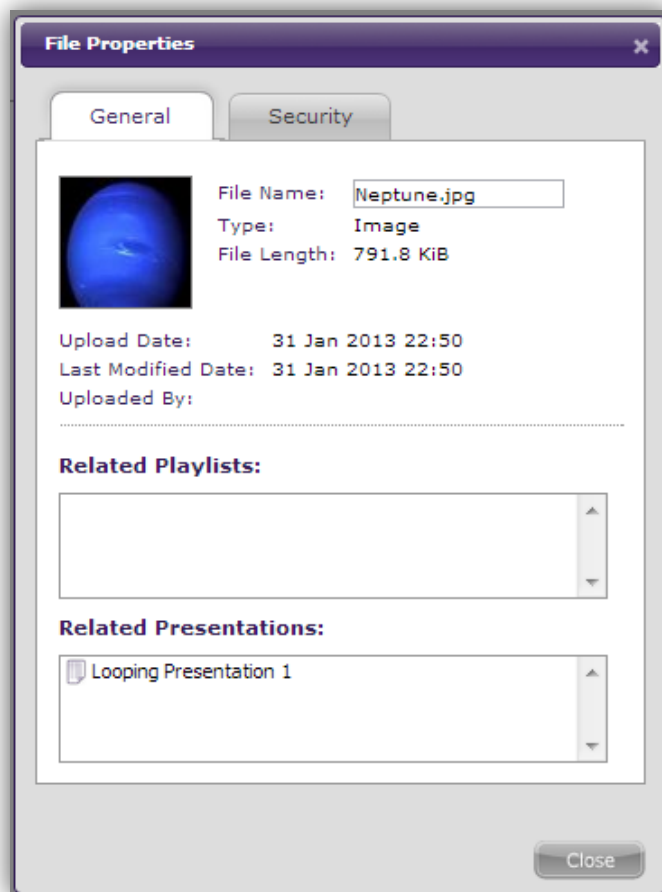 File Properties
General
Security
File Name: Neptune.jpg
Type: Image
File Length: 791.8 KiB
Upload Date: 31 Jan 2013 22:50
Last Modified Date: 31 Jan 2013 22:50
Uploaded By:
Related Playlists:
Related Presentations:
Looping Presentation 1
Close